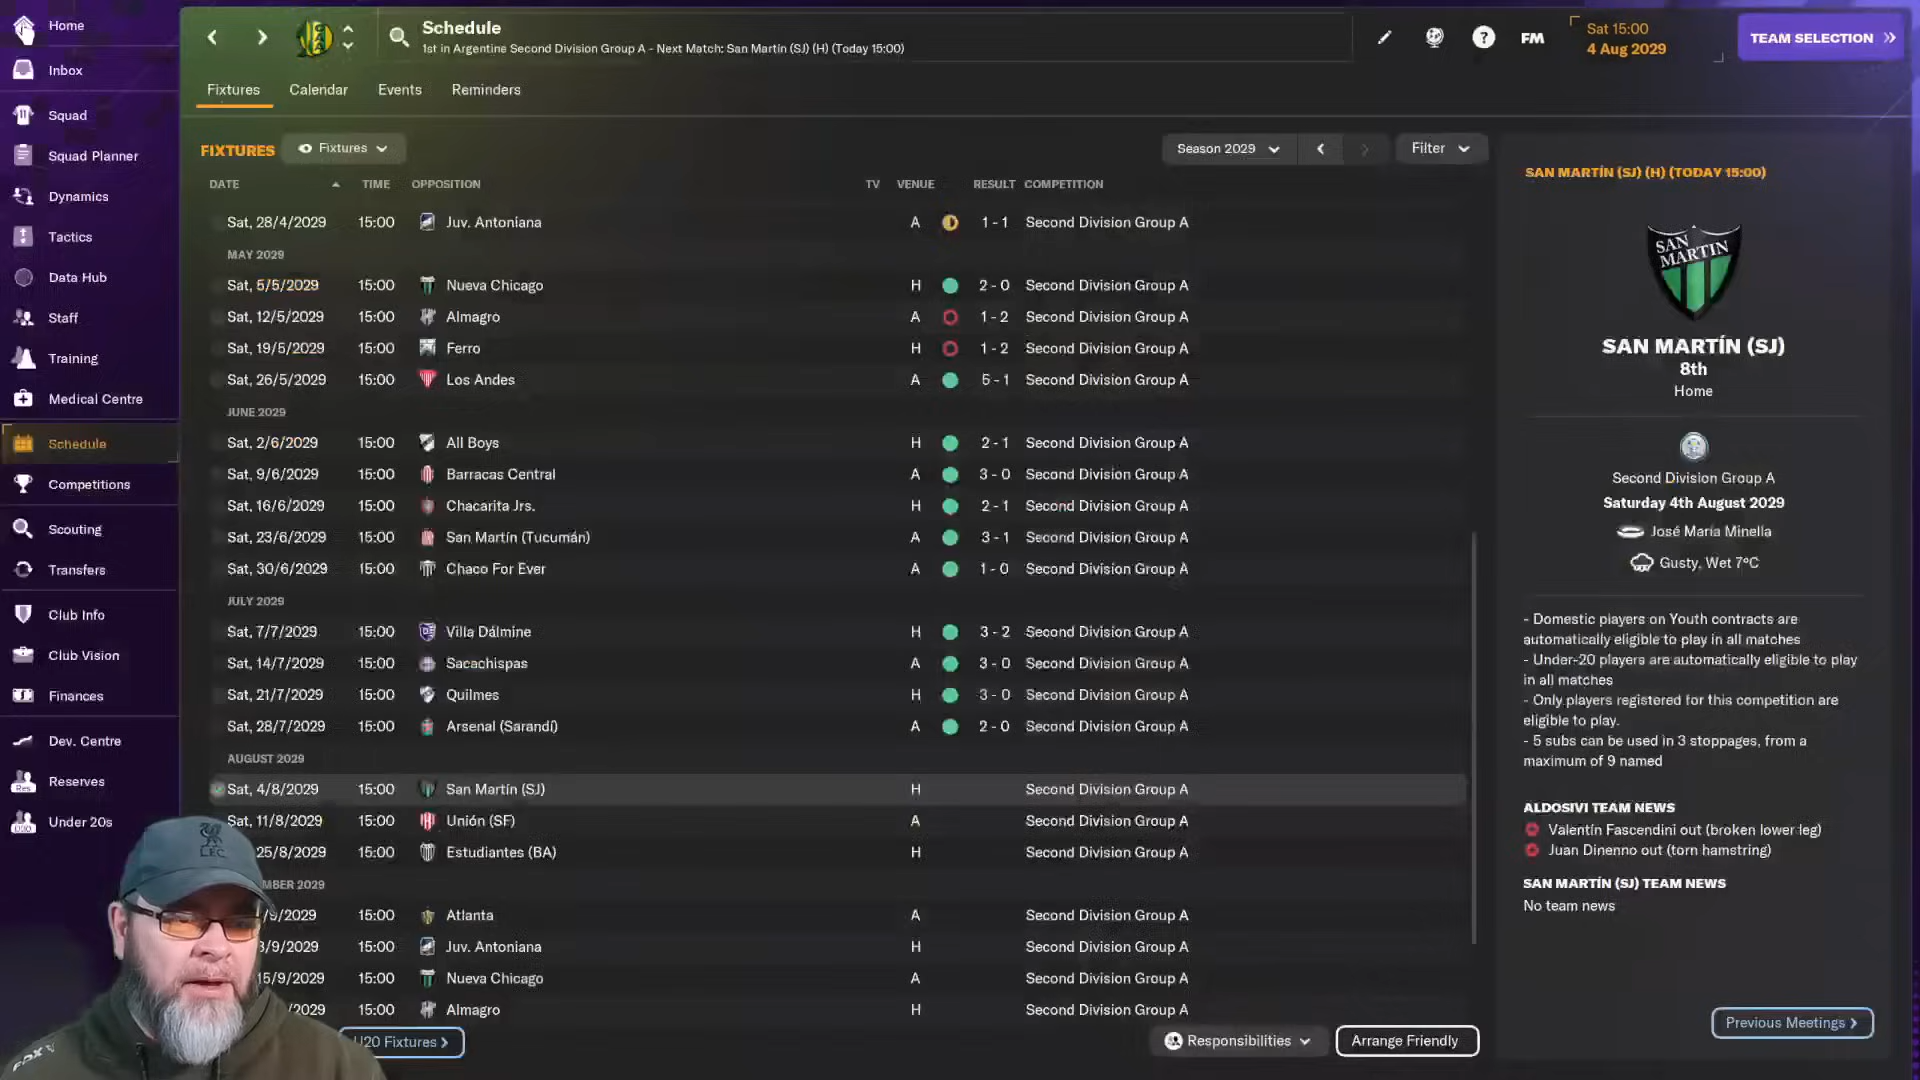 Home
Inbox
Squad
Squad Planner
Dynamics
Tactics
Data Hub
Staff
Training
Medical Centre
Schedule
Competitions
Scouting
Transfers
Club Info
Club Vision
Finances
Dev. Centre
Reserves
Under 20s
Schedule
1st in Argentine Second Division Group A - Next Match: San Martín (SJ) (H) (Today 15:00)
FM
Sat 15:00
4 Aug 2029
TEAM SELECTION
Fixtures Calendar Events Reminders
FIXTURES Fixtures Season 2029 Filter
DATE TIME OPPOSITION TV VENUE RESULT COMPETITION
Sat, 28/4/2029 15:00 Juv. Antoniana A 1 - 1 Second Division Group A
MAY 2029
Sat, 5/5/2029 15:00 Nueva Chicago H 2 - 0 Second Division Group A
Sat, 12/5/2029 15:00 Almagro A 1 - 2 Second Division Group A
Sat, 19/5/2029 15:00 Ferro H 1 - 2 Second Division Group A
Sat, 26/5/2029 15:00 Los Andes A 5 - 1 Second Division Group A
JUNE 2029
Sat, 2/6/2029 15:00 All Boys H 2 - 1 Second Division Group A
Sat, 9/6/2029 15:00 Barracas Central A 3 - 0 Second Division Group A
Sat, 16/6/2029 15:00 Chacarita Jrs. H 2 - 1 Second Division Group A
Sat, 23/6/2029 15:00 San Martín (Tucumán) A 3 - 1 Second Division Group A
Sat, 30/6/2029 15:00 Chaco For Ever A 1 - 0 Second Division Group A
JULY 2029
Sat, 7/7/2029 15:00 Villa Dálmine H 3 - 2 Second Division Group A
Sat, 14/7/2029 15:00 Sacachispas A 3 - 0 Second Division Group A
Sat, 21/7/2029 15:00 Quilmes H 3 - 0 Second Division Group A
Sat, 28/7/2029 15:00 Arsenal (Sarandí) A 2 - 0 Second Division Group A
AUGUST 2029
Sat, 4/8/2029 15:00 San Martín (SJ) H Second Division Group A
Sat, 11/8/2029 15:00 Unión (SF) A Second Division Group A
25/8/2029 15:00 Estudiantes (BA) H Second Division Group A
MBER 2029
/9/2029 15:00 Atlanta A Second Division Group A
8/9/2029 15:00 Juv. Antoniana H Second Division Group A
15/9/2029 15:00 Nueva Chicago A Second Division Group A
/2029 15:00 Almagro H Second Division Group A
U20 Fixtures
Responsibilities
Arrange Friendly
SAN MARTÍN (SJ) (H) (TODAY 15:00)
SAN MARTIN
SAN MARTÍN (SJ)
8th
Home
Second Division Group A
Saturday 4th August 2029
José María Minella
Gusty, Wet 7°C
- Domestic players on Youth contracts are
automatically eligible to play in all matches
- Under-20 players are automatically eligible to play
in all matches
- Only players registered for this competition are
eligible to play.
- 5 subs can be used in 3 stoppages, from a
maximum of 9 named
ALDOSIVI TEAM NEWS
Valentín Fascendini out (broken lower leg)
Juan Dinenno out (torn hamstring)
SAN MARTÍN (SJ) TEAM NEWS
No team news
Previous Meetings
L.F.C.
FOX